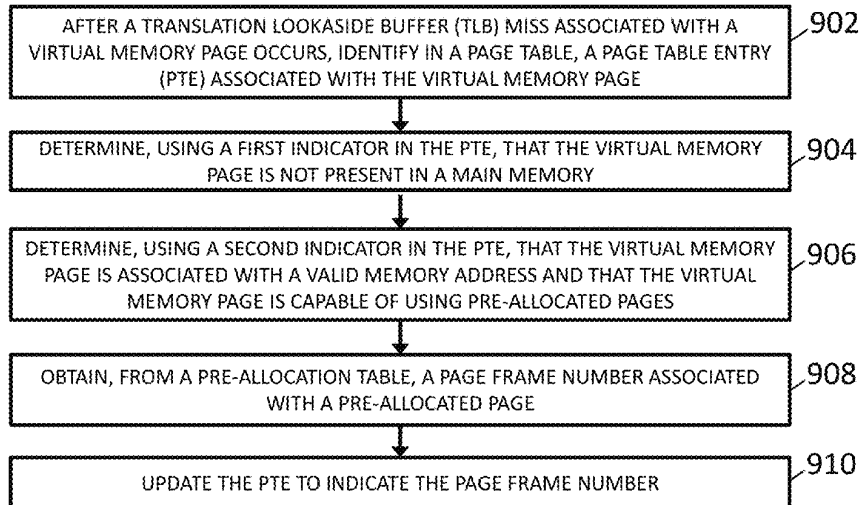 AFTER A TRANSLATION LOOKASIDE BUFFER (TLB) MISS ASSOCIATED WITH A
VIRTUAL MEMORY PAGE OCCURS, IDENTIFY IN A PAGE TABLE, A PAGE TABLE ENTRY
(PTE) ASSOCIATED WITH THE VIRTUAL MEMORY PAGE
902
DETERMINE, USING A FIRST INDICATOR IN THE PTE, THAT THE VIRTUAL MEMORY
PAGE IS NOT PRESENT IN A MAIN MEMORY
904
DETERMINE, USING A SECOND INDICATOR IN THE PTE, THAT THE VIRTUAL MEMORY
PAGE IS ASSOCIATED WITH A VALID MEMORY ADDRESS AND THAT THE VIRTUAL
MEMORY PAGE IS CAPABLE OF USING PRE-ALLOCATED PAGES
906
OBTAIN, FROM A PRE-ALLOCATION TABLE, A PAGE FRAME NUMBER ASSOCIATED
WITH A PRE-ALLOCATED PAGE
908
UPDATE THE PTE TO INDICATE THE PAGE FRAME NUMBER
910